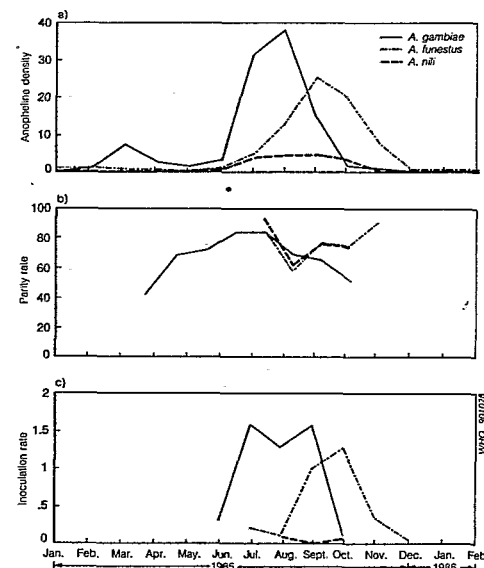 a)
40
30
20
10
0
Anopheline density
A. gambiae
A. funestus
A. nili
b)
100
80
60
40
20
0
Parity rate
c)
2
1.5
1
.5
0
Inoculation rate
Jan. Feb. Mar. Apr. May. Jun. Jul. Aug. Sept. Oct. Nov. Dec. Jan. Feb
1985 1986